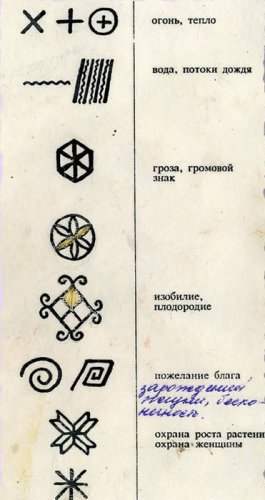 огонь, тепло
вода, потоки дождя
гроза, громовой
знак
изобилие,
плодородие
пожелание блага
зарождение
жизни, беско-
нечность
охрана роста растени
охрана женщины